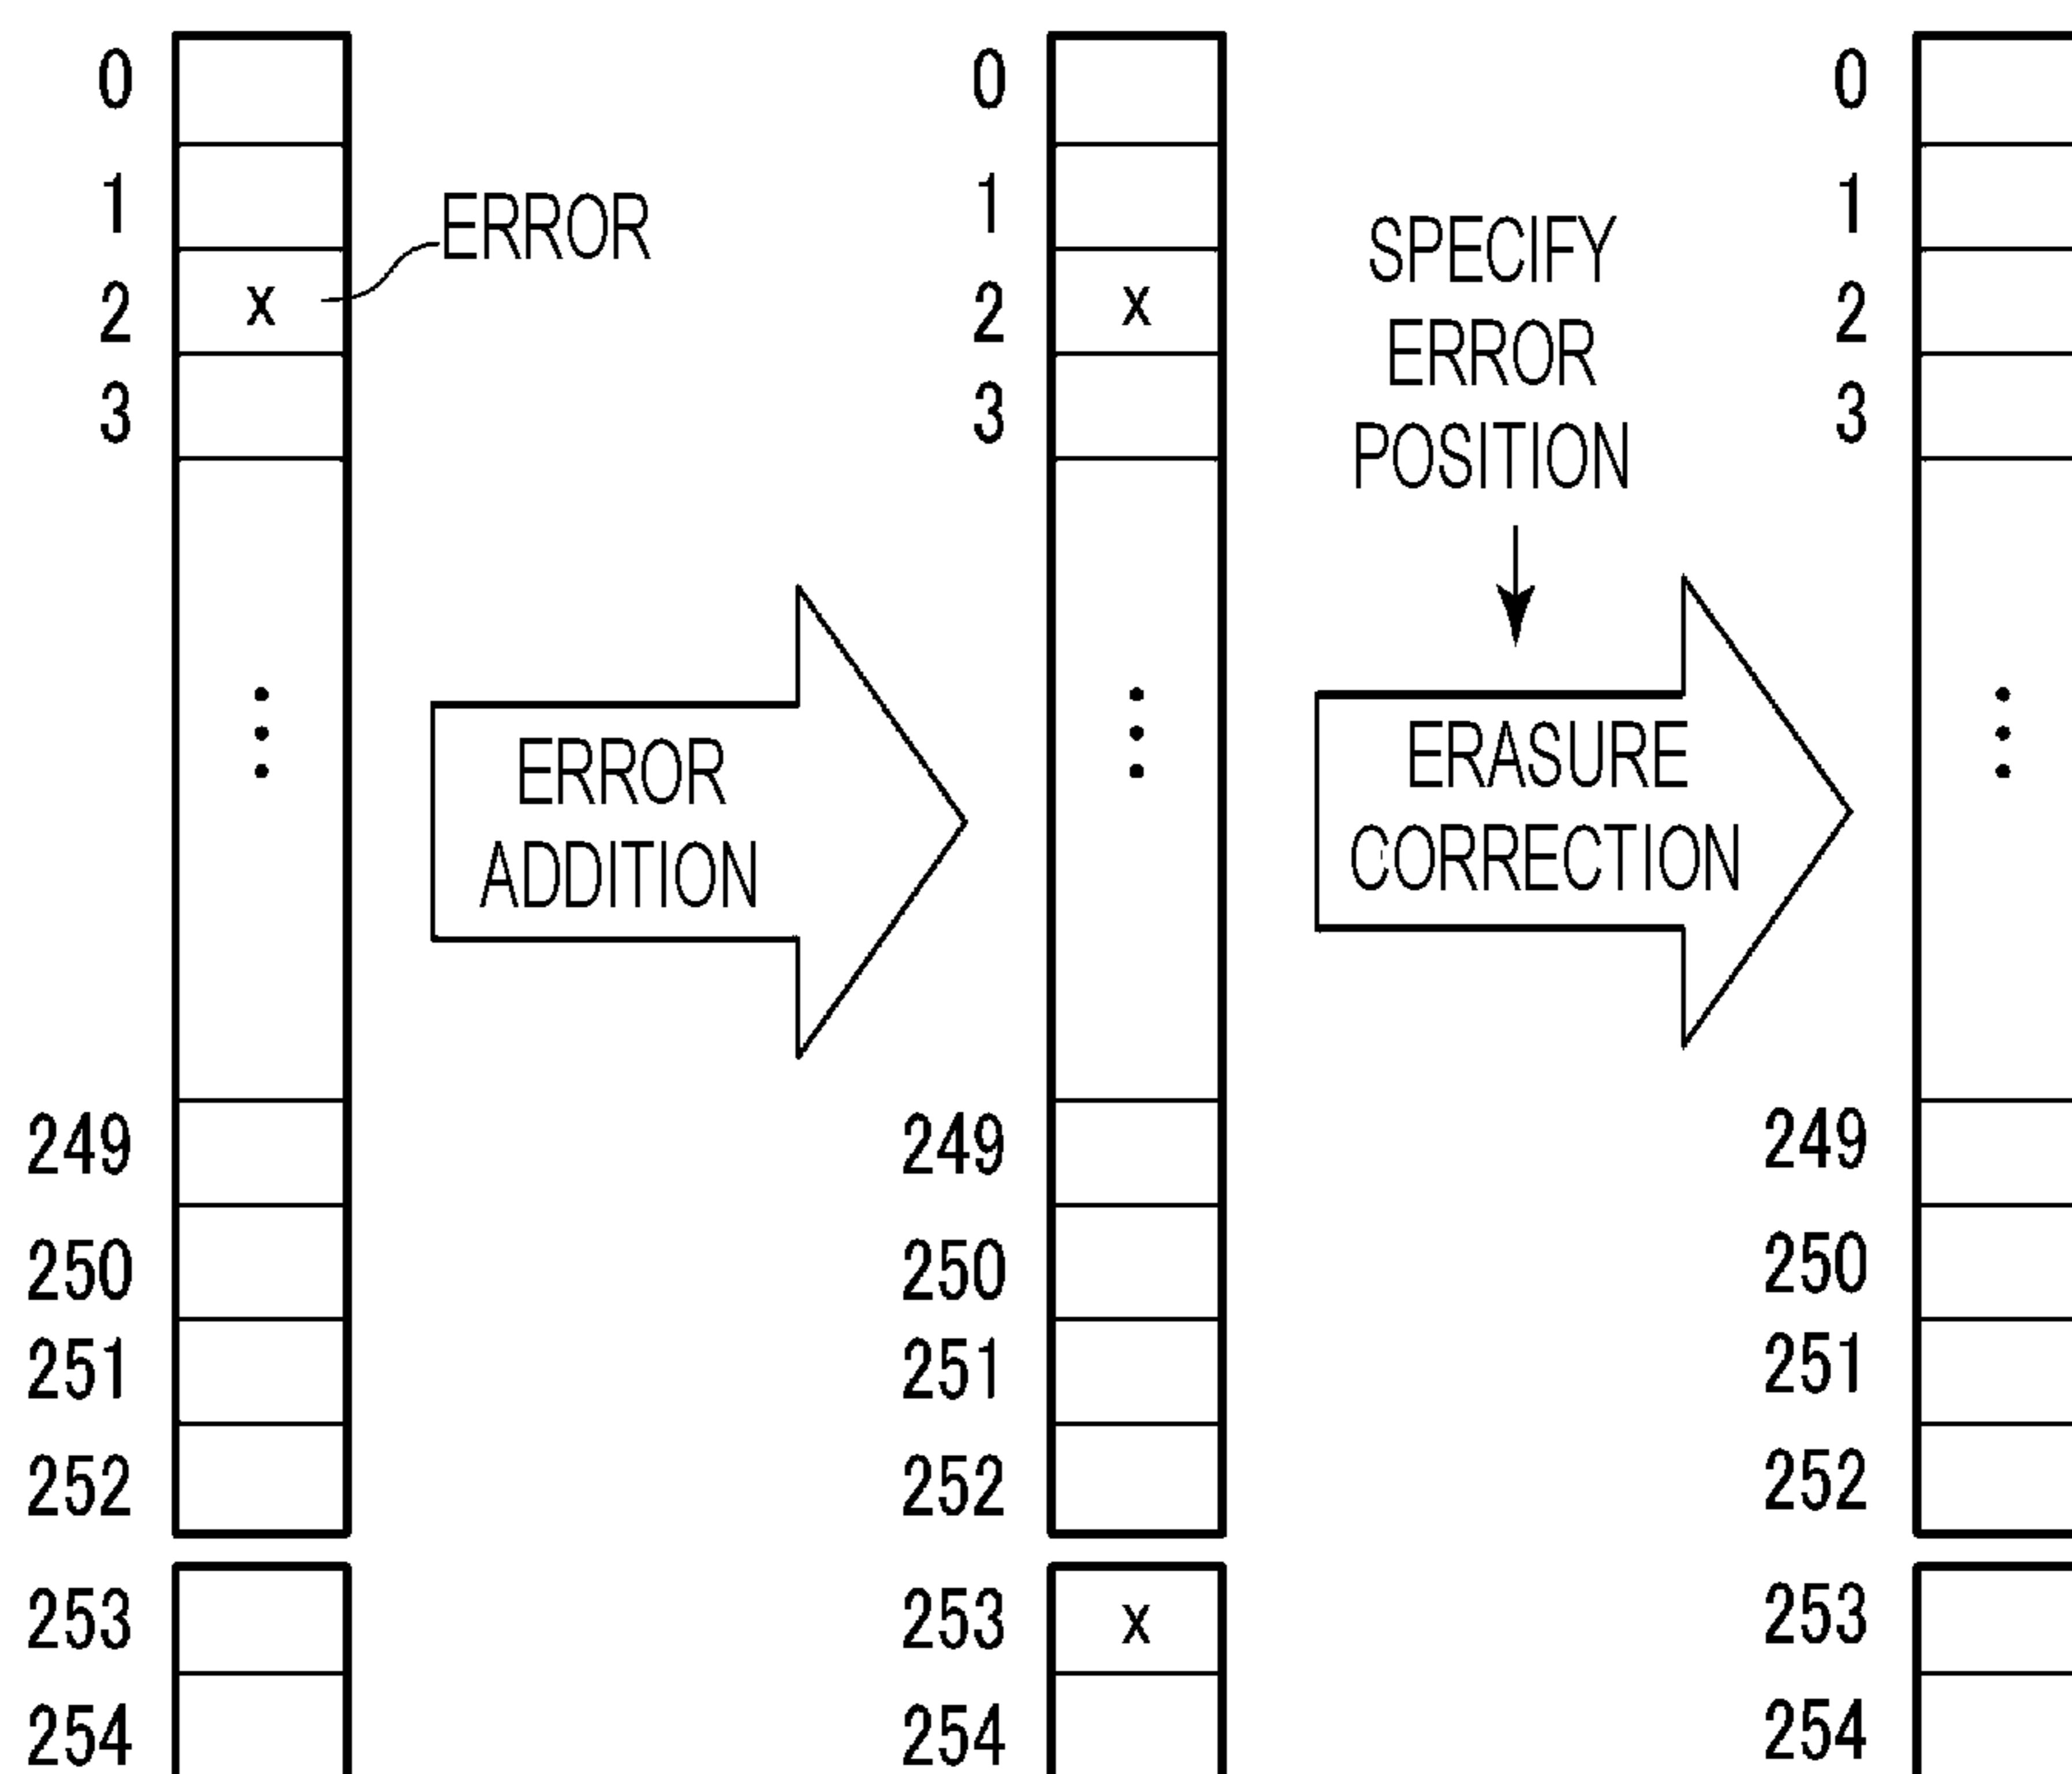 0
1
2 x
3
249
250
251
252
253
254
ERROR
ERROR
ADDITION
0
1
2 x
3
249
250
251
252
253 x
254
SPECIFY
ERROR
POSITION
ERASURE
CORRECTION
0
1
2
3
249
250
251
252
253
254